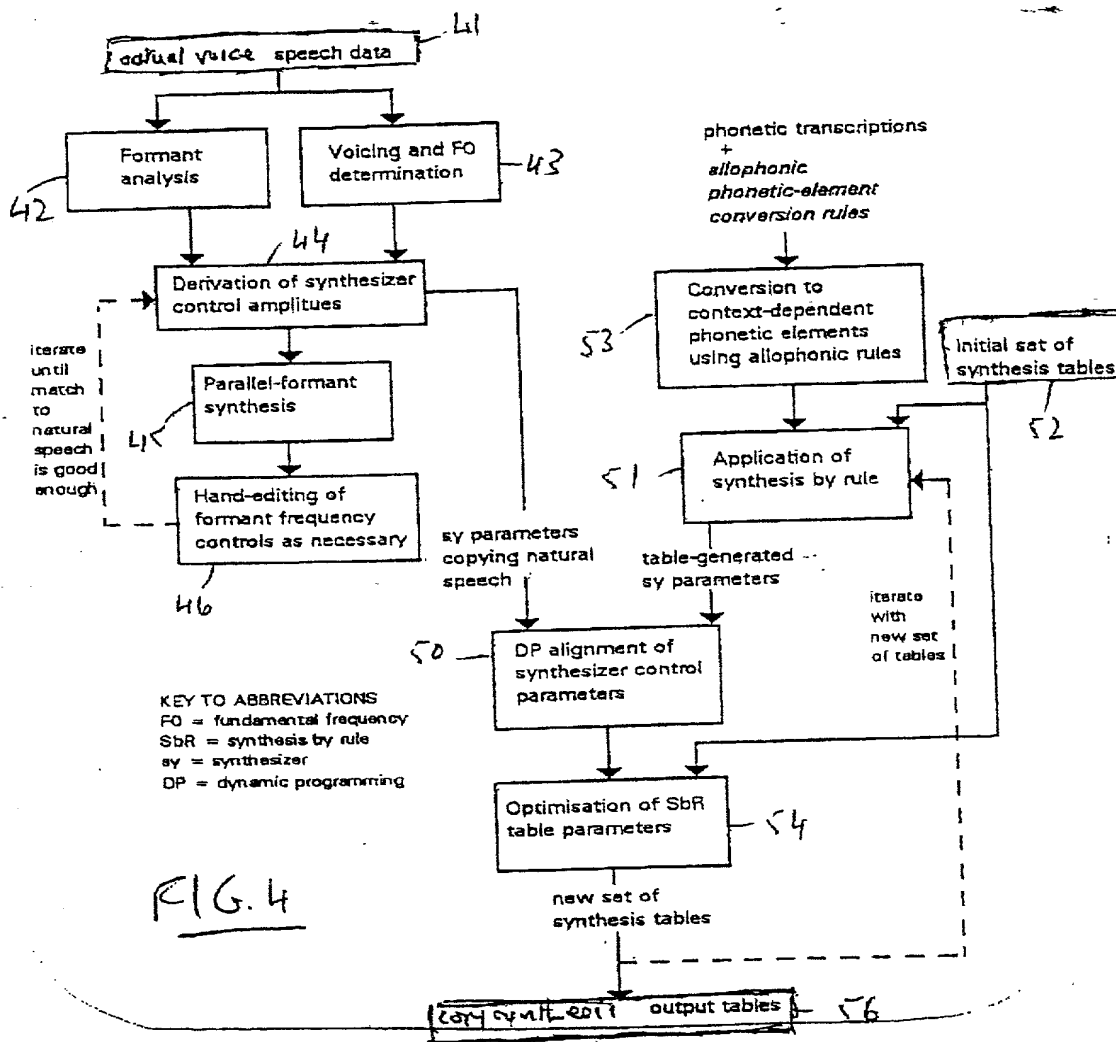 41
actual voice speech data
Formant
analysis
42
Voicing and FO
determination
43
44
Derivation of synthesizer
control amplitues
iterate
until
match
to
natural
speech
is good
enough
Parallel-formant
synthesis
45
Hand-editing of
formant frequency
controls as necessary
46
sy parameters
copying natural
speech
phonetic transcriptions
+
allophonic
phonetic-element
conversion rules
Conversion to
context-dependent
phonetic elements
using allophonic rules
53
Initial set of
synthesis tables
52
Application of
synthesis by rule
51
table-generated
sy parameters
iterate
with
new set
of tables
50
DP alignment of
synthesizer control
parameters
KEY TO ABBREVIATIONS
FO = fundamental frequency
SbR = synthesis by rule
sy = synthesizer
DP = dynamic programming
Optimisation of SbR
table parameters
54
FIG. 4
new set of
synthesis tables
copy synthesis output tables
56